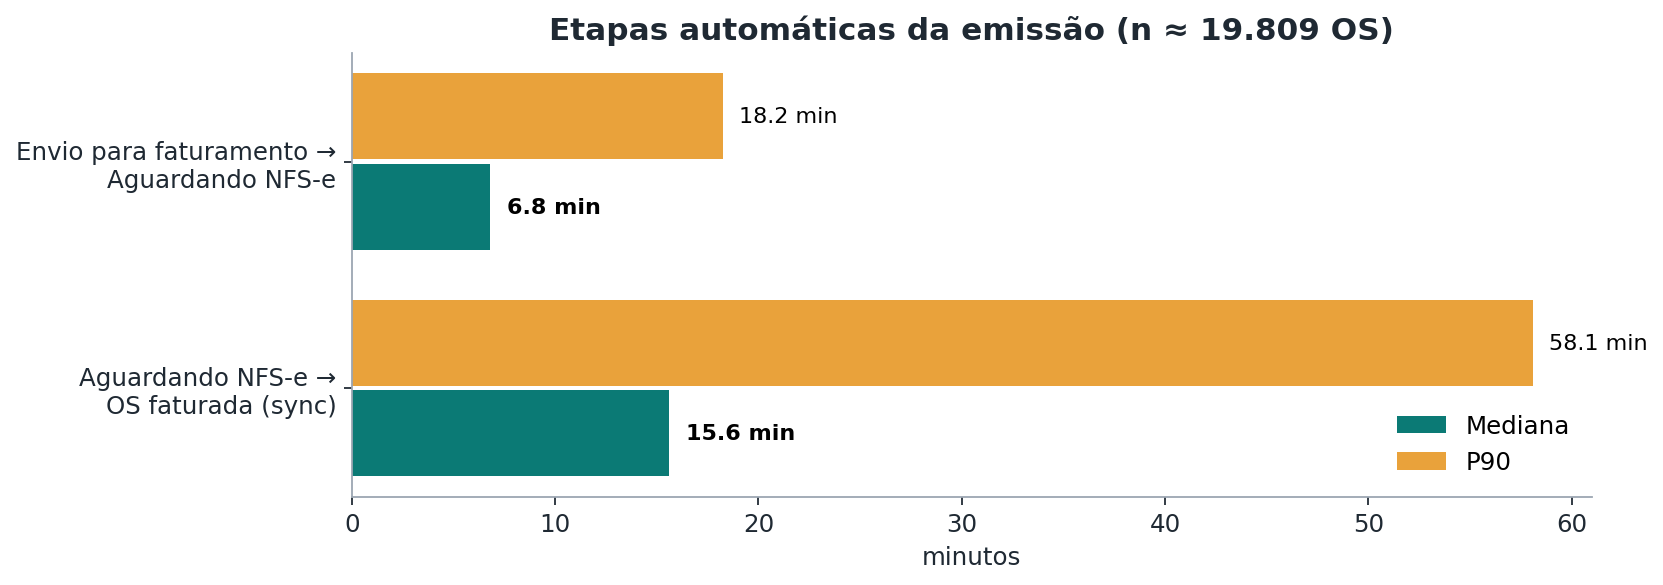 Etapas automáticas da emissão (n ≈ 19.809 OS)
Envio para faturamento →
Aguardando NFS-e
18.2 min
6.8 min
Aguardando NFS-e →
OS faturada (sync)
58.1 min
15.6 min
Mediana
P90
0 10 20 30 40 50 60
minutos